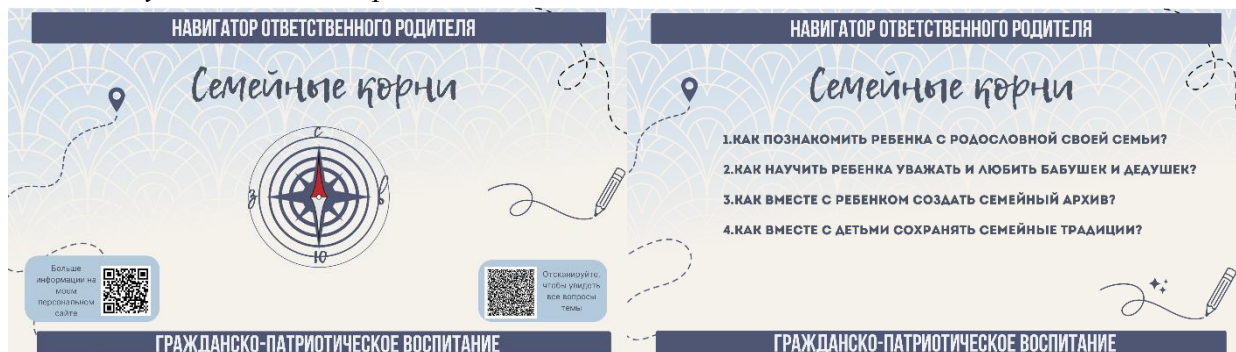 НАВИГАТОР ОТВЕТСТВЕННОГО РОДИТЕЛЯ
Семейные корни
С
З
В
Ю
Больше
информации на
моем
персональном
сайте
Отсканируйте,
чтобы увидеть
все вопросы
темы
ГРАЖДАНСКО-ПАТРИОТИЧЕСКОЕ ВОСПИТАНИЕ
НАВИГАТОР ОТВЕТСТВЕННОГО РОДИТЕЛЯ
Семейные корни
1.КАК ПОЗНАКОМИТЬ РЕБЕНКА С РОДОСЛОВНОЙ СВОЕЙ СЕМЬИ?
2.КАК НАУЧИТЬ РЕБЕНКА УВАЖАТЬ И ЛЮБИТЬ БАБУШЕК И ДЕДУШЕК?
3.КАК ВМЕСТЕ С РЕБЕНКОМ СОЗДАТЬ СЕМЕЙНЫЙ АРХИВ?
4.КАК ВМЕСТЕ С ДЕТЬМИ СОХРАНЯТЬ СЕМЕЙНЫЕ ТРАДИЦИИ?
ГРАЖДАНСКО-ПАТРИОТИЧЕСКОЕ ВОСПИТАНИЕ